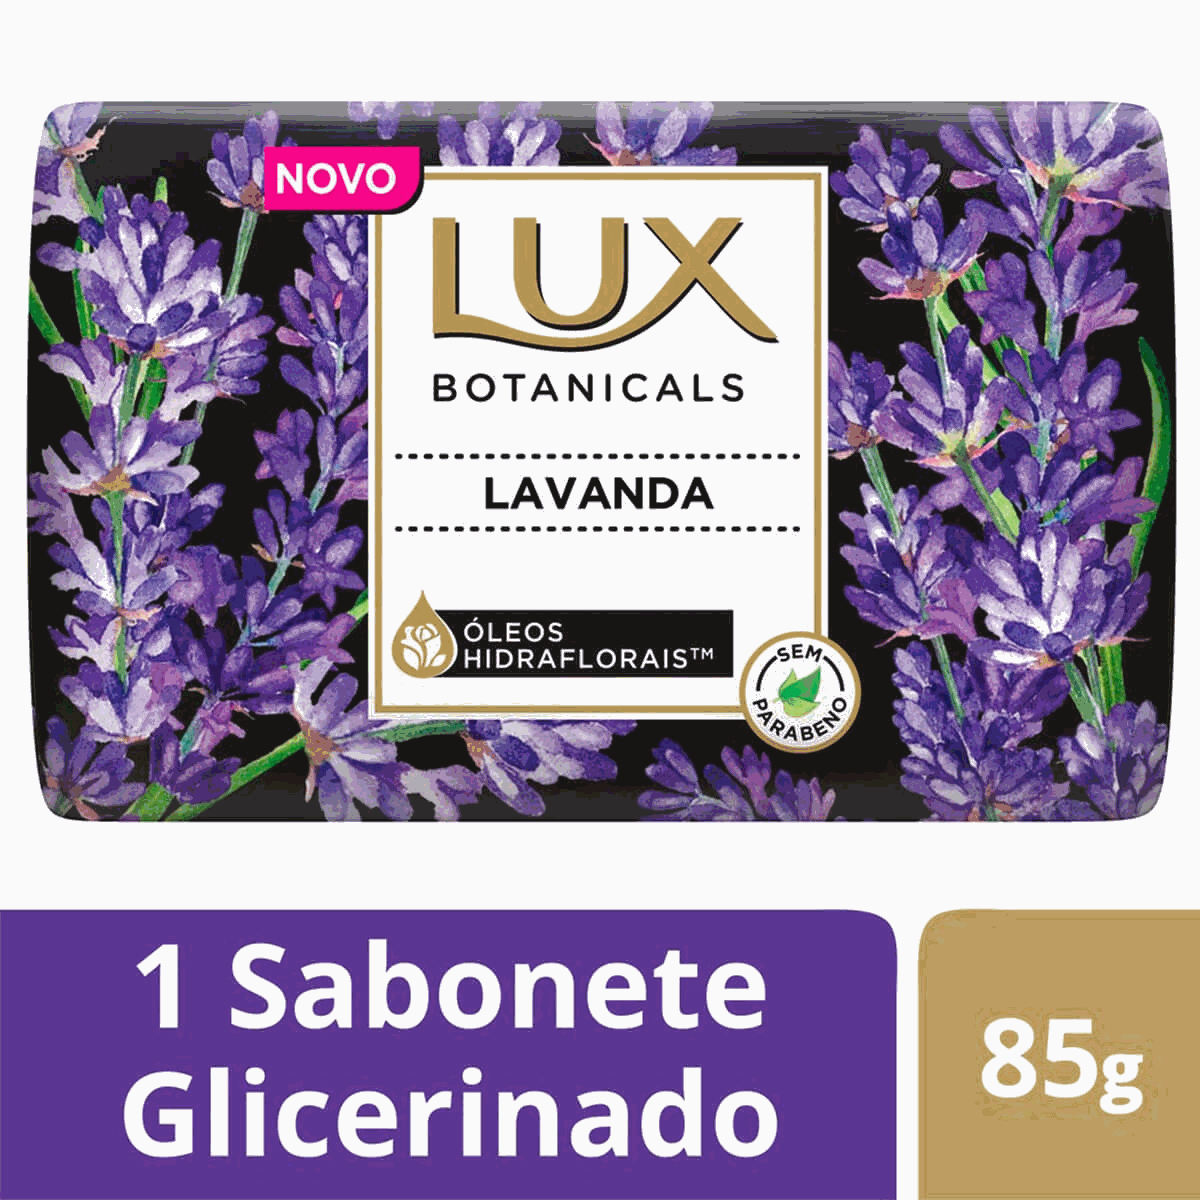 NOVO
LUX
BOTANICALS
LAVANDA
ÓLEOS
HIDRAFLORAIS™
SEM
PARABENO
1 Sabonete
Glicerinado
85g